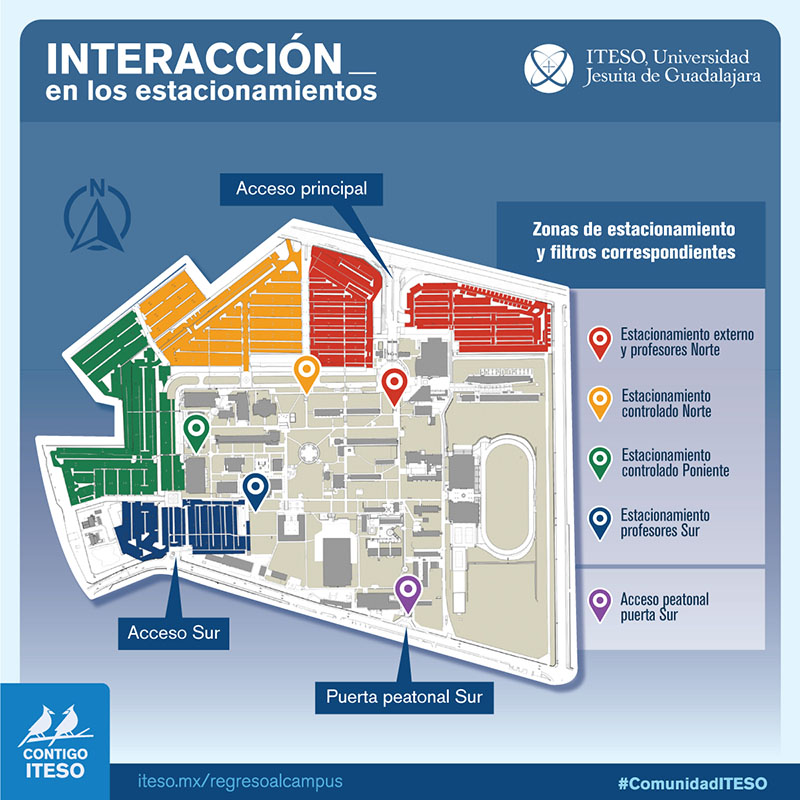 INTERACCIÓN_
en los estacionamientos
ITESO, Universidad
Jesuita de Guadalajara
N
Acceso principal
Zonas de estacionamiento
y filtros correspondientes
Estacionamiento externo
y profesores Norte
Estacionamiento
controlado Norte
Estacionamiento
controlado Poniente
Estacionamiento
profesores Sur
Acceso peatonal
puerta Sur
Acceso Sur
Puerta peatonal Sur
CONTIGO
ITESO
iteso.mx/regresoalcampus
#ComunidadITESO